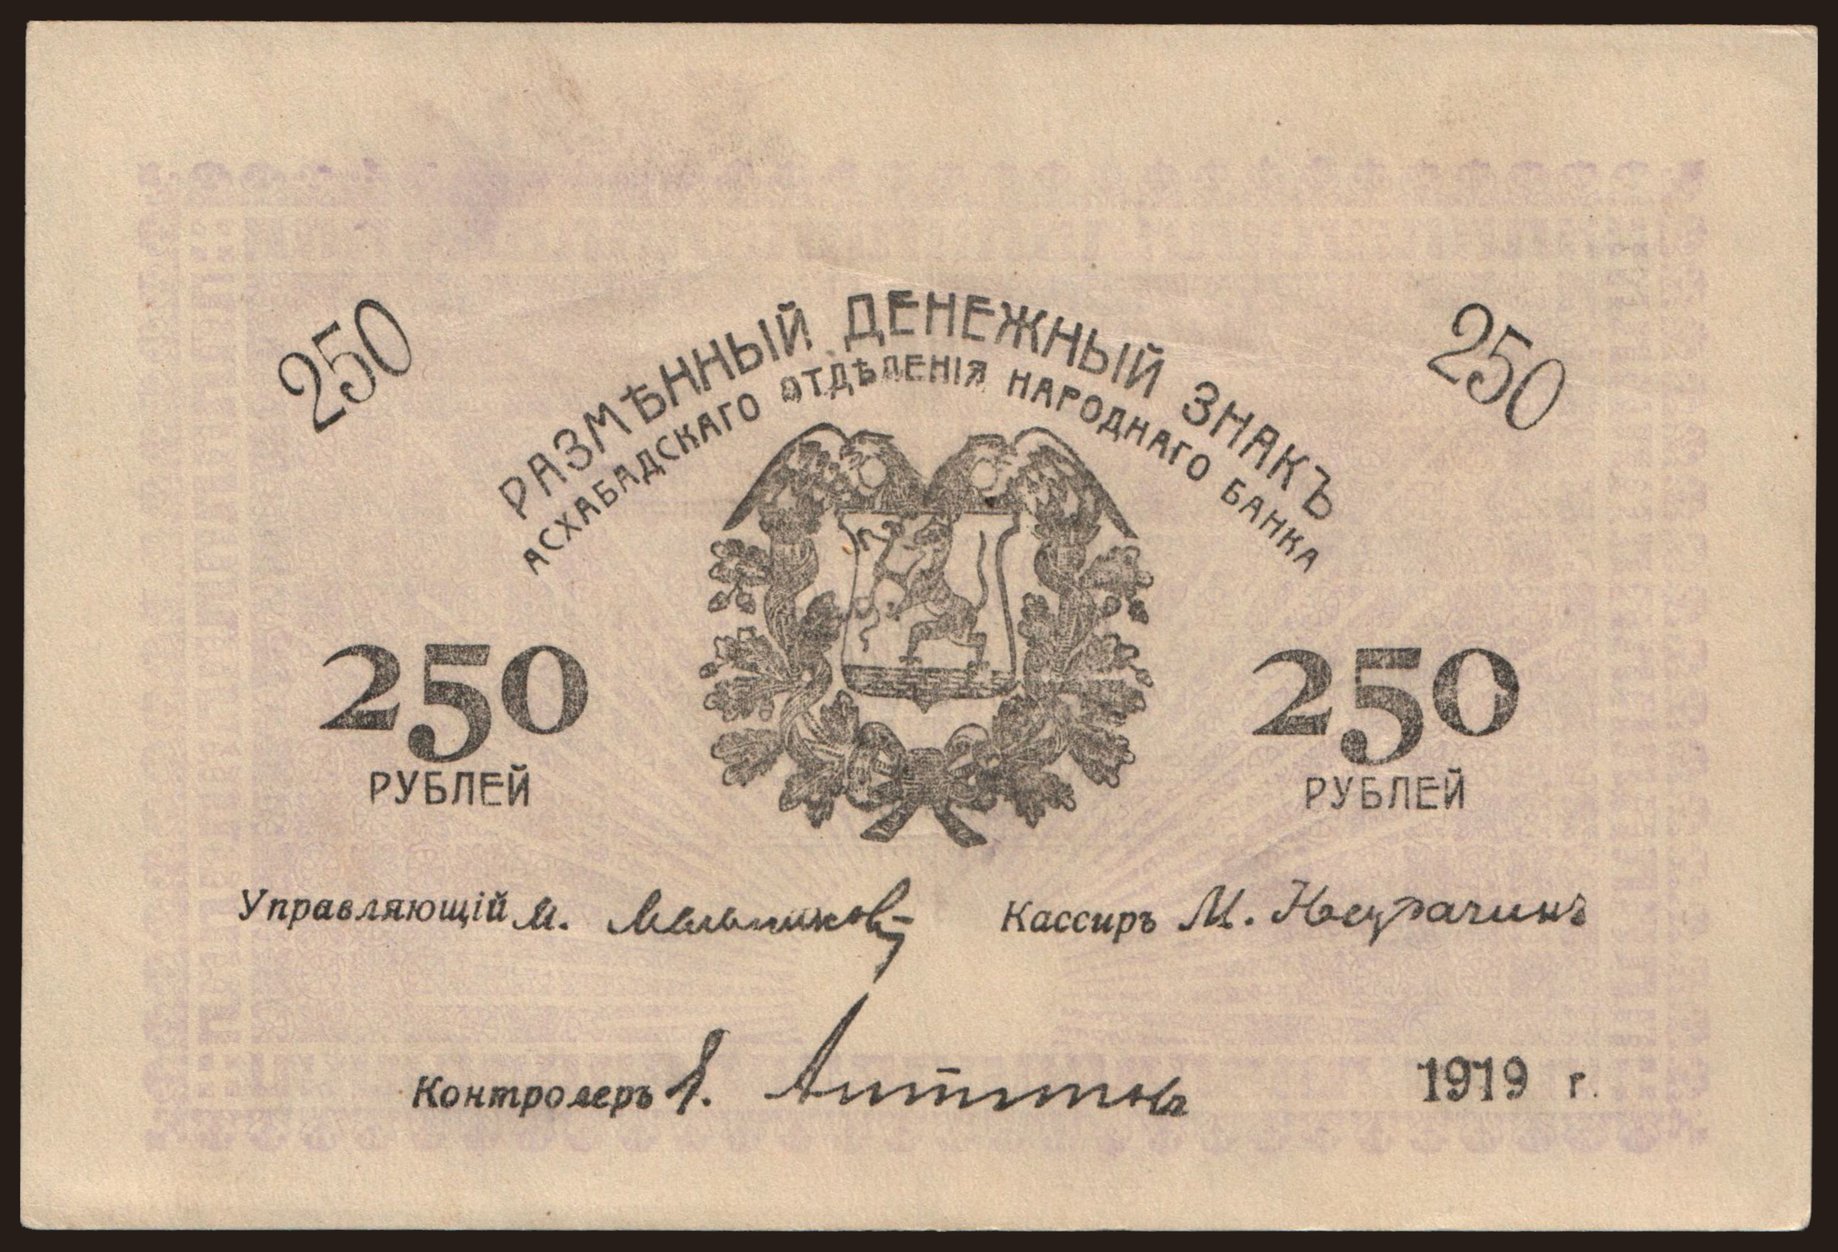 250 250
РАЗМѢННЫЙ ДЕНЕЖНЫЙ ЗНАКЪ
АСХАБАДСКАГО ОТДѢЛЕНІЯ НАРОДНАГО БАНКА
250 250
РУБЛЕЙ РУБЛЕЙ
Управляющій М. Кассиръ М.
Контролеръ
1919 г.